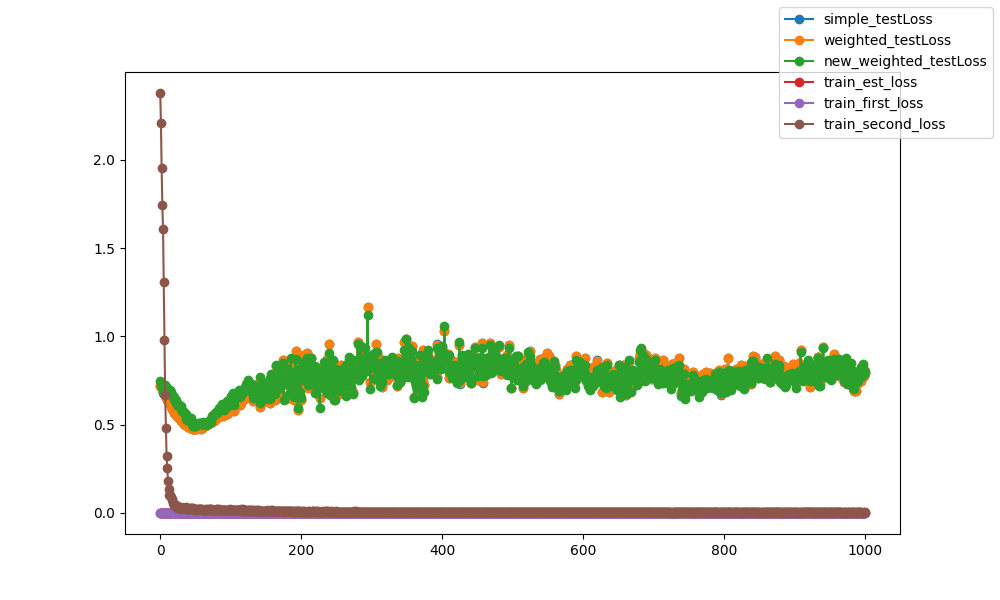 simple_testLoss
weighted_testLoss
new_weighted_testLoss
train_est_loss
train_first_loss
train_second_loss
2.0
1.5
1.0
0.5
0.0
0 200 400 600 800 1000